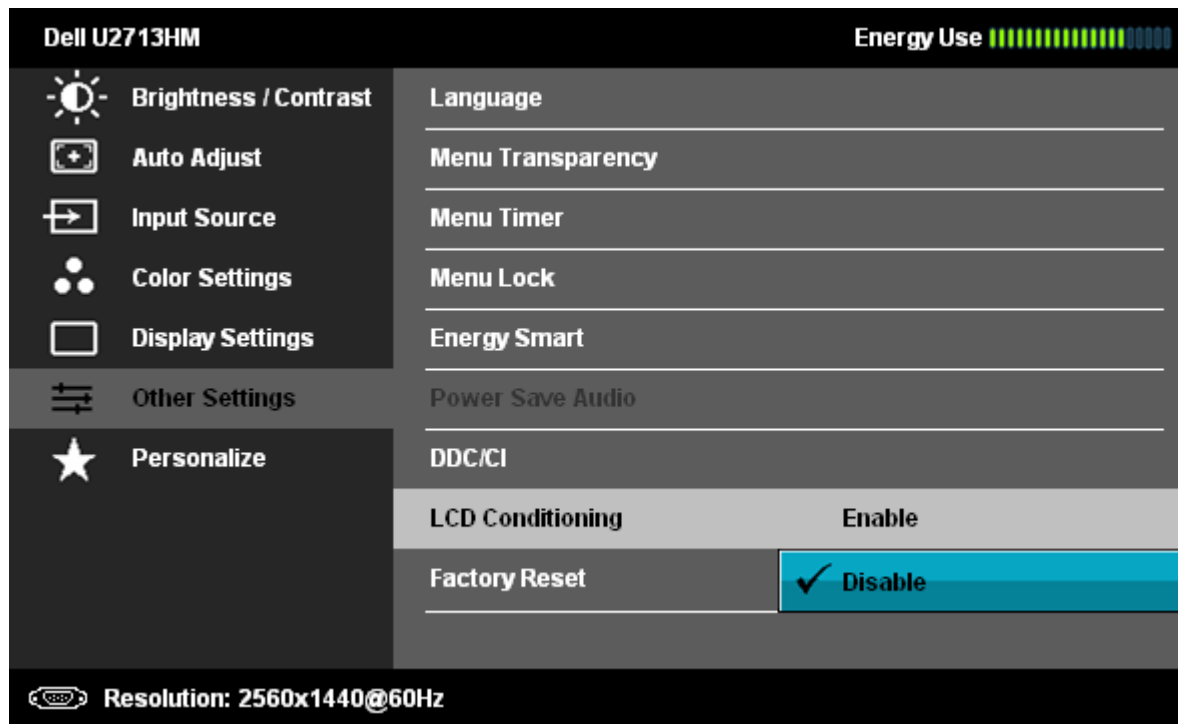 Dell U2713HM Energy Use
Brightness / Contrast Language
Auto Adjust Menu Transparency
Input Source Menu Timer
Color Settings Menu Lock
Display Settings Energy Smart
Other Settings Power Save Audio
Personalize DDC/CI
LCD Conditioning Enable
Factory Reset Disable
Resolution: 2560x1440@60Hz